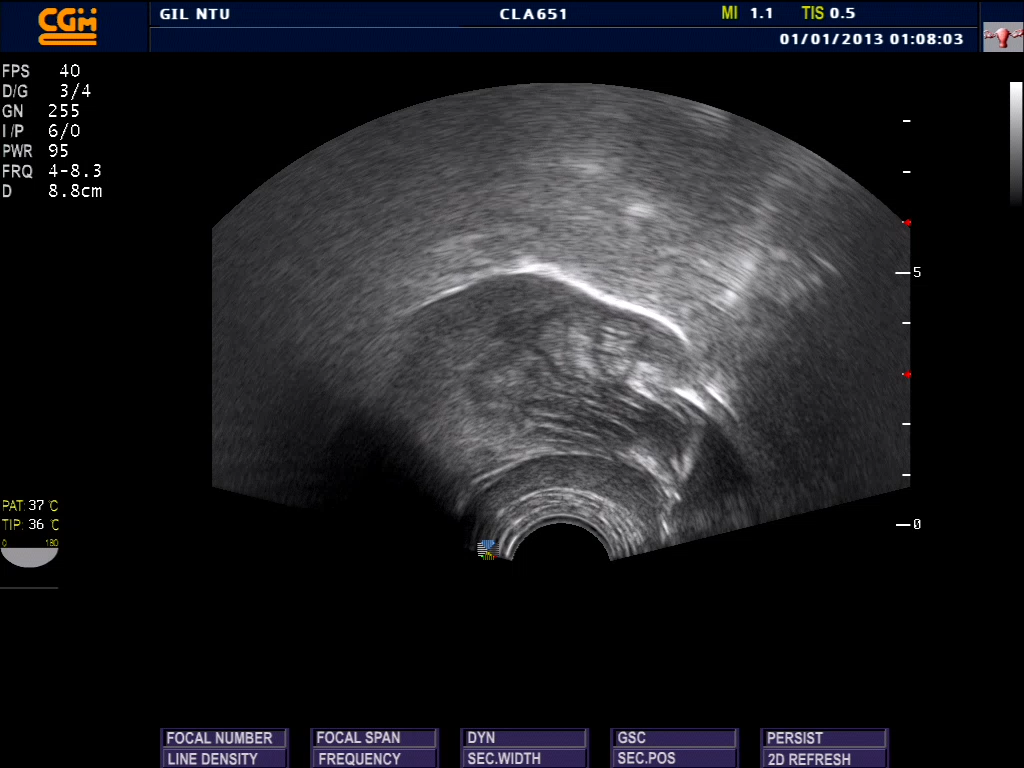 CGM
GIL NTU
CLA651
MI 1.1 TIS 0.5
01/01/2013 01:08:03
FPS 40
D/G 3/4
GN 255
I/P 6/0
PWR 95
FRQ 4-8.3
D 8.8cm
5
0
PAT: 37 °C
TIP: 36 °C
0 180
FOCAL NUMBER
LINE DENSITY
FOCAL SPAN
FREQUENCY
DYN
SEC.WIDTH
GSC
SEC.POS
PERSIST
2D REFRESH